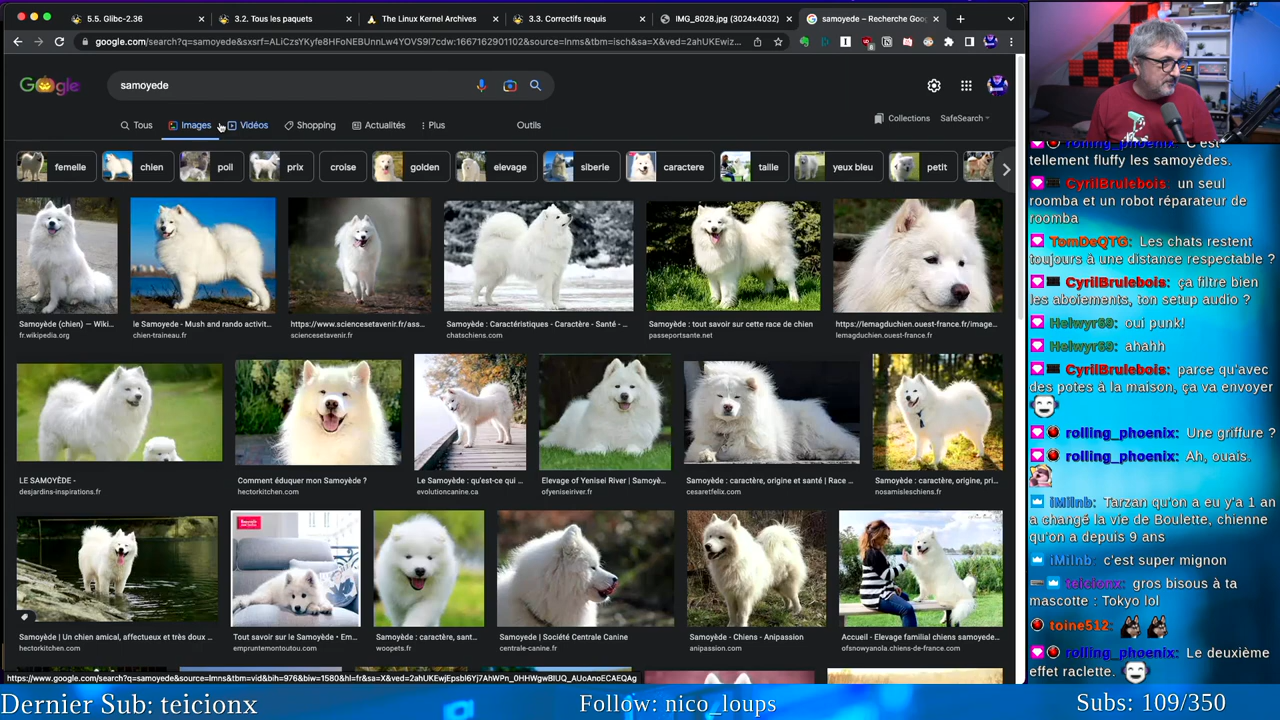 5.5. Glibc-2.36
3.2. Tous les paquets
The Linux Kernel Archives
3.3. Correctifs requis
IMG_8028.jpg (3024×4032)
samoyede – Recherche Goo
google.com/search?q=samoyede&sxsrf=ALiCzsYKyfe8HFoNEBUnnLw4YOVS9I7cdw:1667162901102&source=lnms&tbm=isch&sa=X&ved=2ahUKEwiz...
Google
samoyede
Tous
Images
Vidéos
Shopping
Actualités
Plus
Outils
Collections
SafeSearch
femelle
chien
poil
prix
croise
golden
elevage
siberie
caractere
taille
yeux bleu
petit
Samoyède (chien) — Wiki...
fr.wikipedia.org
le Samoyede - Mush and rando activit...
chien-traineau.fr
https://www.sciencesetavenir.fr/ass...
sciencesetavenir.fr
Samoyède : Caractéristiques - Caractère - Santé - ...
chatschiens.com
Samoyède : tout savoir sur cette race de chien
passeportsante.net
https://lemagduchien.ouest-france.fr/image...
lemagduchien.ouest-france.fr
LE SAMOYÈDE -
desjardins-inspirations.fr
Comment éduquer mon Samoyède ?
hectorkitchen.com
Le Samoyède : qu'est-ce qui ...
evolutioncanine.ca
Elevage of Yenisei River | Samoyè...
ofyeniseiriver.fr
Samoyède : caractère, origine et santé | Race ...
cesaretfelix.com
Samoyède : caractère, origine, pri...
nosamislesschiens.fr
Samoyède | Un chien amical, affectueux et très doux ...
hectorkitchen.com
Tout savoir sur le Samoyède • Em...
empruntemontoutou.com
Samoyède : caractère, sant...
woopets.fr
Samoyede | Société Centrale Canine
centrale-canine.fr
Samoyède - Chiens - Anipassion
anipassion.com
Accueil - Elevage familial chiens samoyede...
ofsnowyanola.chiens-de-france.com
https://www.google.com/search?q=samoyede&source=lnms&tbm=vid&bih=976&biw=1580&hl=fr&sa=X&ved=2ahUKEwjEpsbl6Yj7AhWPn_0HHWgwBlUQ_AUoAnoECAEQAg
rolling_phoenix: C'est
tellement fluffy les samoyèdes.
CyrilBrulebois: un seul
roomba et un robot réparateur de
roomba
TomDeQTG: Les chats restent
toujours à une distance respectable ?
CyrilBrulebois: ça filtre bien
les aboiements, ton setup audio ?
Helwyr69: oui punk!
Helwyr69: ahahh
CyrilBrulebois: parce qu'avec
des potes à la maison, ça va envoyer
rolling_phoenix: Une griffure ?
rolling_phoenix: Ah, ouais.
iMilnb: Tarzan qu'on a eu y'a 1 an
a changé la vie de Boulette, chienne
qu'on a depuis 9 ans
iMilnb: c'est super mignon
teicionx: gros bisous à ta
mascotte : Tokyo lol
toine512:
rolling_phoenix: Le deuxième
effet raclette.
Dernier Sub: teicionx
Follow: nico_loups
Subs: 109/350